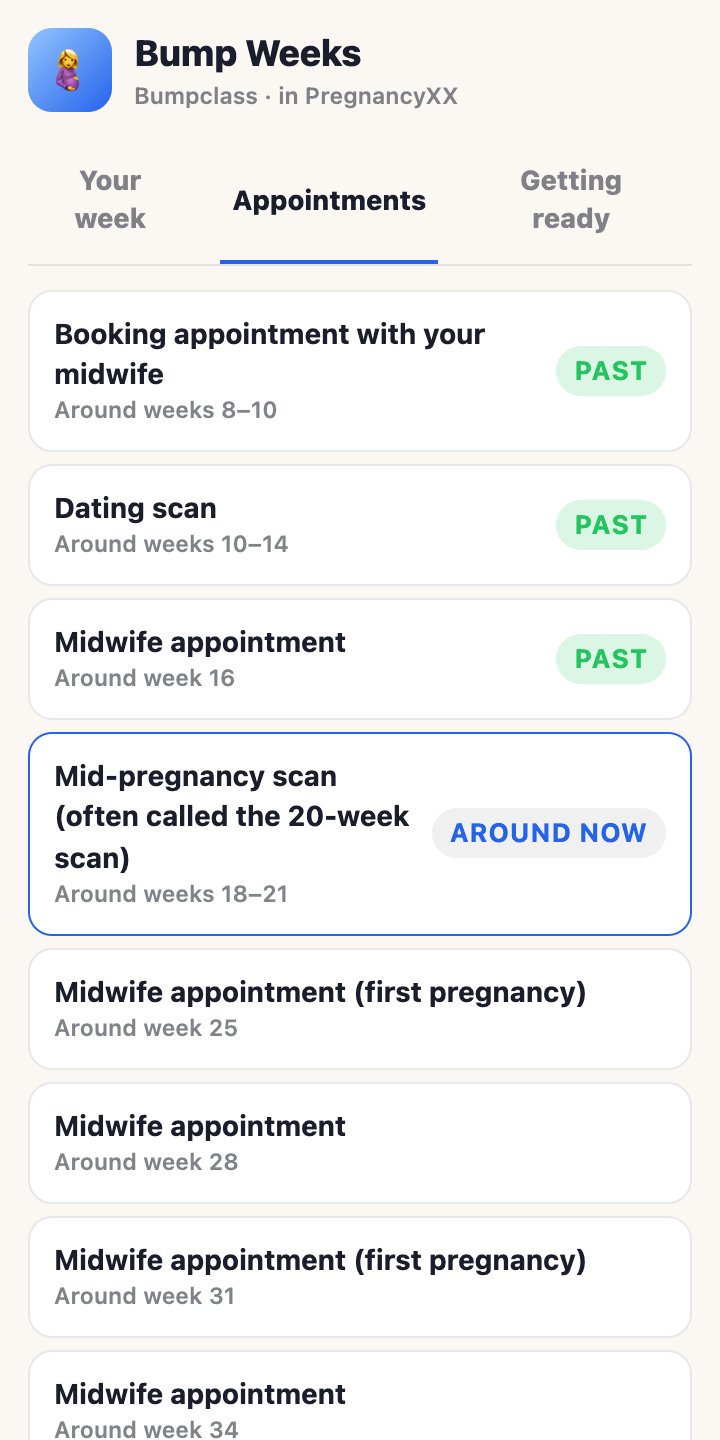 Bump Weeks
Bumpclass · in PregnancyXX
Your
week
Appointments
Getting
ready
Booking appointment with your
midwife
Around weeks 8–10
PAST
Dating scan
Around weeks 10–14
PAST
Midwife appointment
Around week 16
PAST
Mid-pregnancy scan
(often called the 20-week
scan)
Around weeks 18–21
AROUND NOW
Midwife appointment (first pregnancy)
Around week 25
Midwife appointment
Around week 28
Midwife appointment (first pregnancy)
Around week 31
Midwife appointment
Around week 34